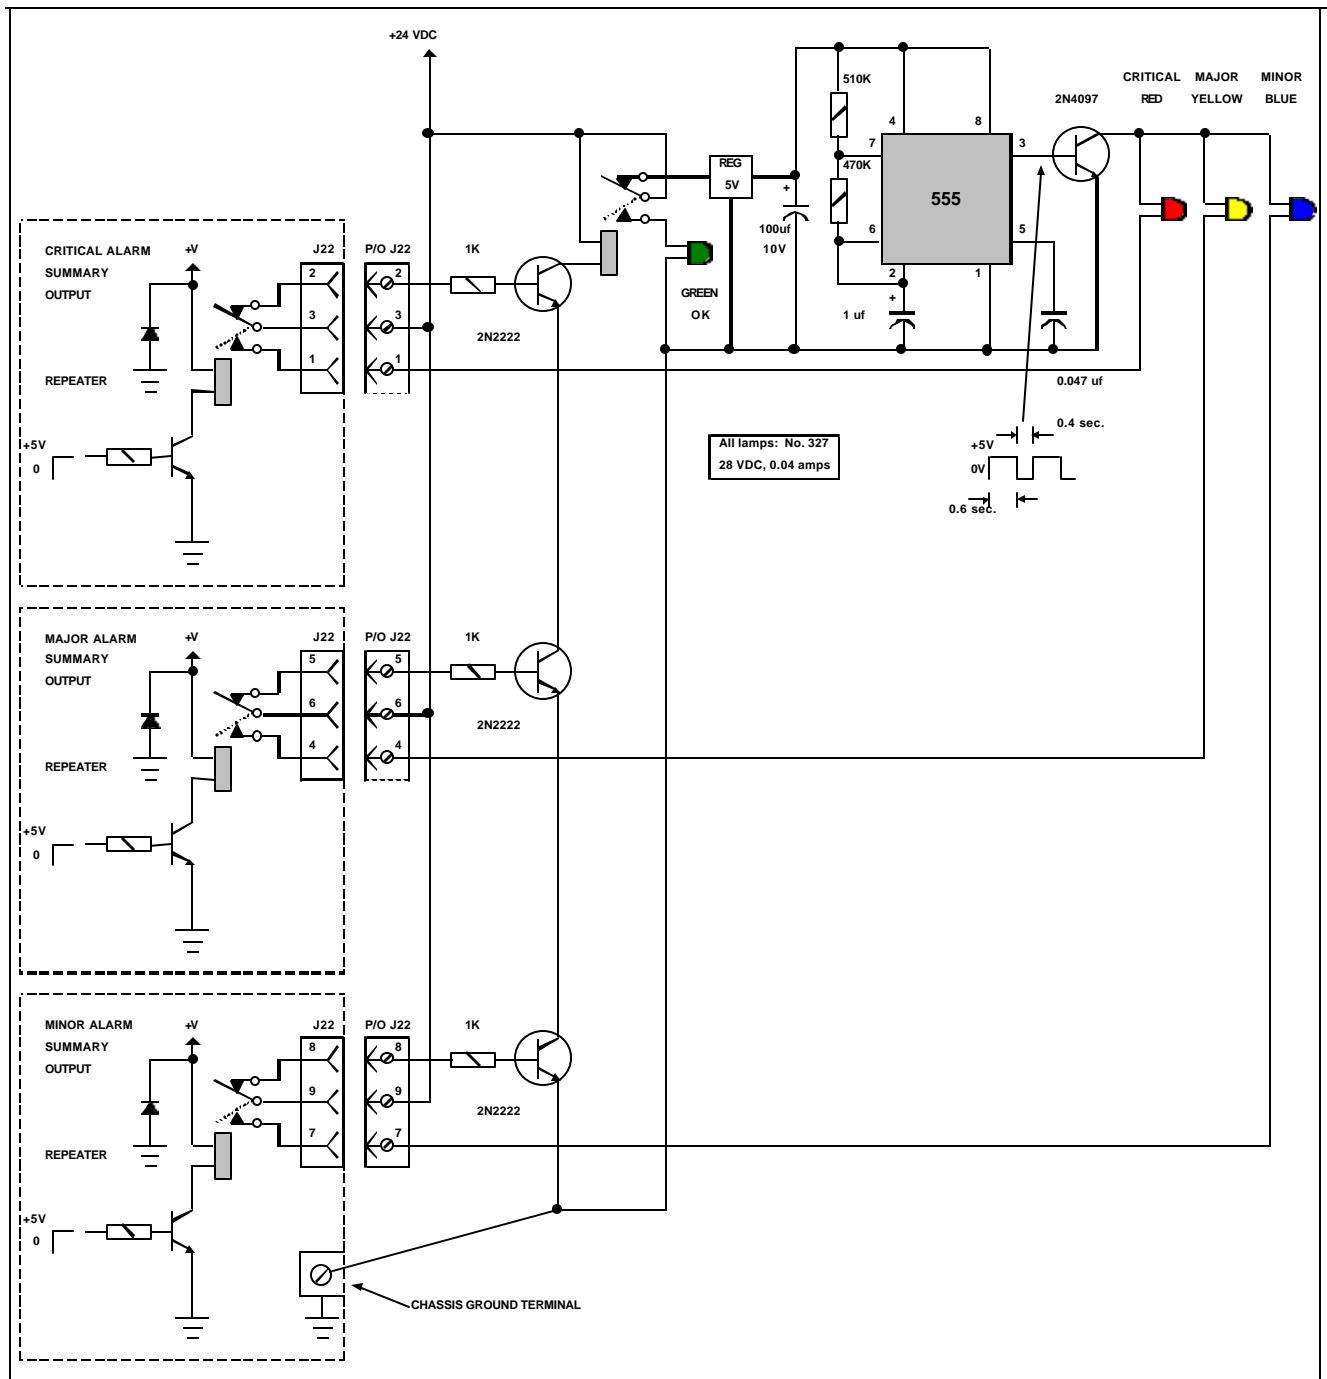 +24 VDC
510K
2N4097
CRITICAL RED
MAJOR YELLOW
MINOR BLUE
4
8
7
3
470K
REG 5V
555
+
100uf 10V
6
5
2
1
+
1 uf
GREEN OK
0.047 uf
CRITICAL ALARM SUMMARY OUTPUT
+V
J22
P/O J22
1K
2
2
3
3
1
1
2N2222
REPEATER
+5V
0
All lamps: No. 327
28 VDC, 0.04 amps
0.4 sec.
+5V
0V
0.6 sec.
MAJOR ALARM SUMMARY OUTPUT
+V
J22
P/O J22
1K
5
5
6
6
4
4
2N2222
REPEATER
+5V
0
MINOR ALARM SUMMARY OUTPUT
+V
J22
P/O J22
1K
8
8
9
9
7
7
2N2222
REPEATER
+5V
0
CHASSIS GROUND TERMINAL